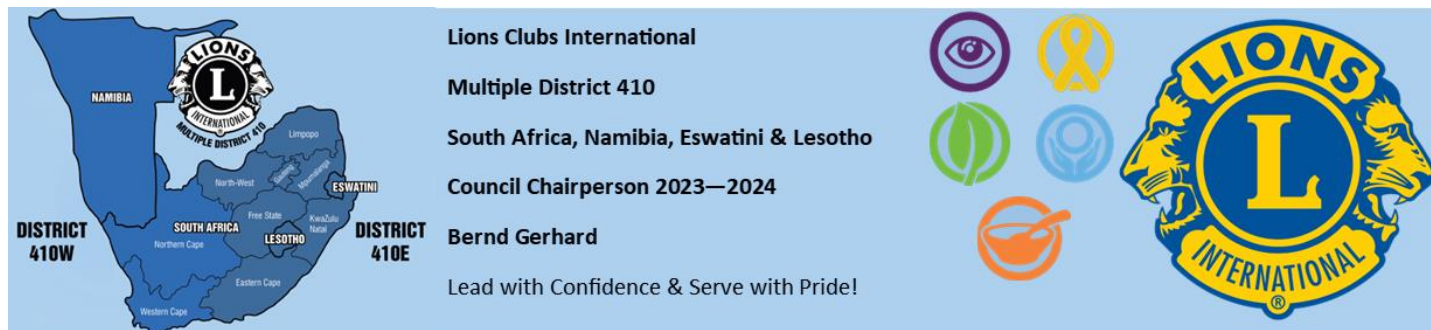 LIONS
L
INTERNATIONAL
®
MULTIPLE DISTRICT 410
NAMIBIA
Limpopo
North-West
Gauteng
Mpumalanga
ESWATINI
Free State
KwaZulu
Natal
SOUTH AFRICA
LESOTHO
Northern Cape
Eastern Cape
Western Cape
DISTRICT
410W
DISTRICT
410E
Lions Clubs International
Multiple District 410
South Africa, Namibia, Eswatini & Lesotho
Council Chairperson 2023—2024
Bernd Gerhard
Lead with Confidence & Serve with Pride!
LIONS
L
INTERNATIONAL
®